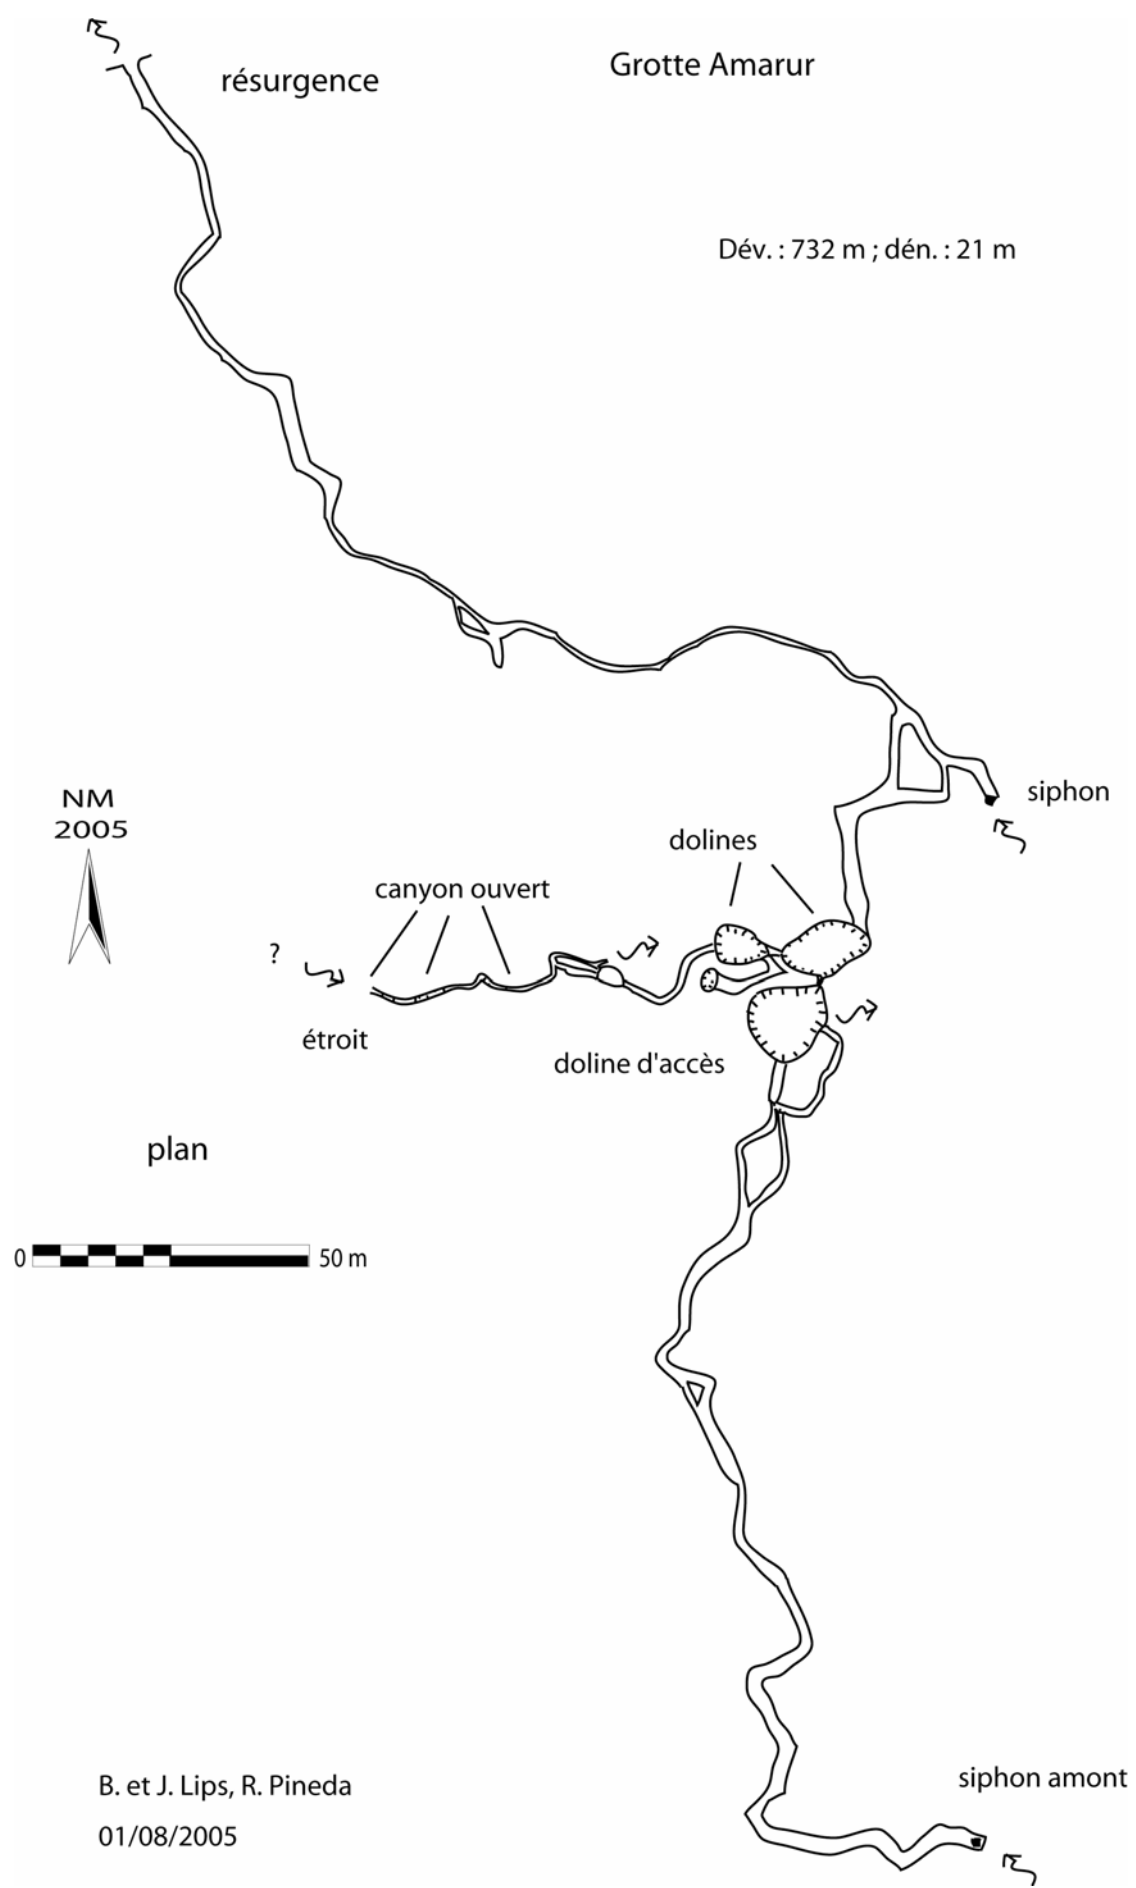 Grotte Amarur
résurgence
Dév. : 732 m ; dén. : 21 m
siphon
NM
2005
dolines
canyon ouvert
?
étroit
doline d'accès
plan
0 50 m
siphon amont
B. et J. Lips, R. Pineda
01/08/2005